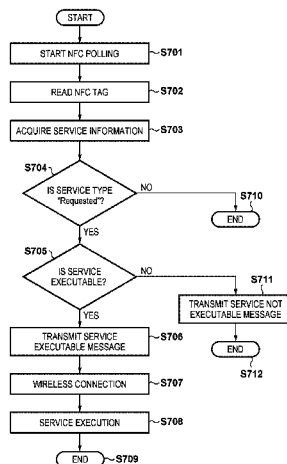 START
START NFC POLLING
S701
READ NFC TAG
S702
ACQUIRE SERVICE INFORMATION
S703
S704
IS SERVICE TYPE
"Requested"?
NO
S710
END
YES
S705
IS SERVICE
EXECUTABLE?
NO
S711
TRANSMIT SERVICE NOT
EXECUTABLE MESSAGE
YES
TRANSMIT SERVICE
EXECUTABLE MESSAGE
S706
END
S712
WIRELESS CONNECTION
S707
SERVICE EXECUTION
S708
END
S709